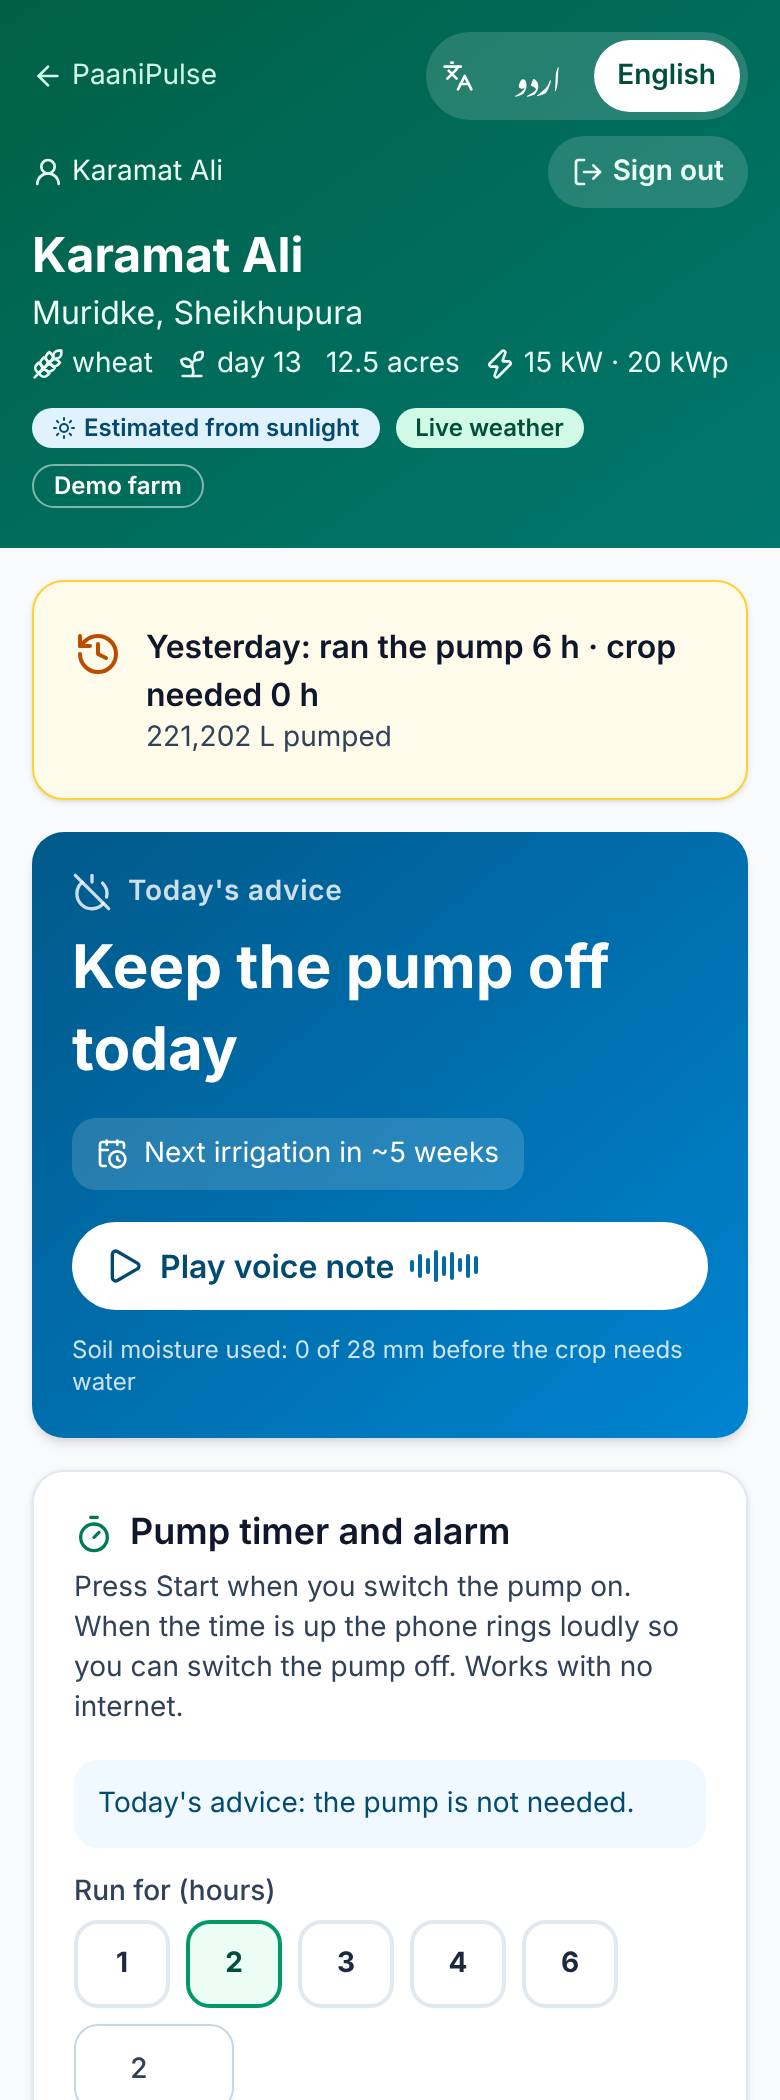 PaaniPulse
اردو
English
Karamat Ali
Sign out
Karamat Ali
Muridke, Sheikhupura
wheat day 13 12.5 acres 15 kW · 20 kWp
Estimated from sunlight Live weather
Demo farm
Yesterday: ran the pump 6 h · crop
needed 0 h
221,202 L pumped
Today's advice
Keep the pump off
today
Next irrigation in ~5 weeks
Play voice note
Soil moisture used: 0 of 28 mm before the crop needs
water
Pump timer and alarm
Press Start when you switch the pump on.
When the time is up the phone rings loudly so
you can switch the pump off. Works with no
internet.
Today's advice: the pump is not needed.
Run for (hours)
1 2 3 4 6
2